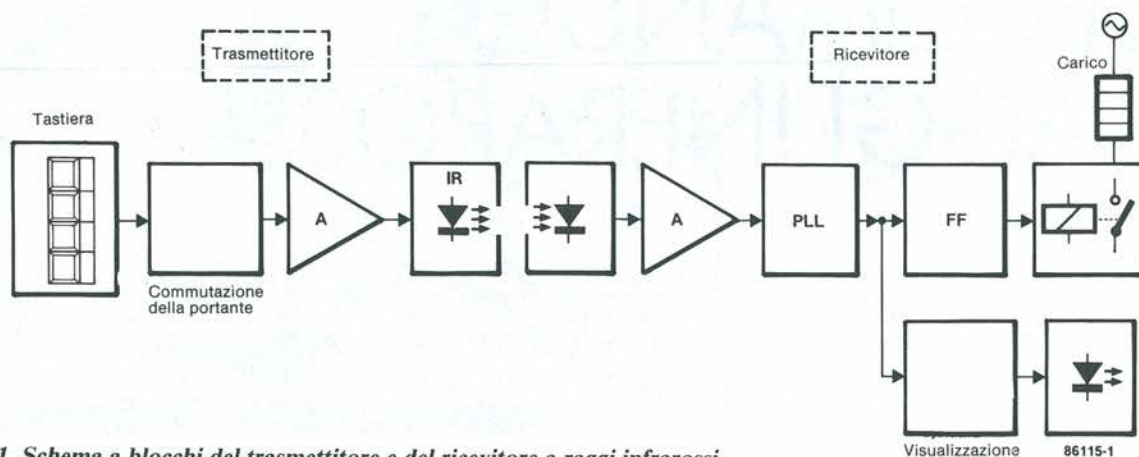 Trasmettitore
Ricevitore
Carico
Tastiera
IR
A
A
PLL
FF
Commutazione
della portante
Visualizzazione
86115-1
1. Schema a blocchi del trasmettitore e del ricevitore a raggi infrarossi